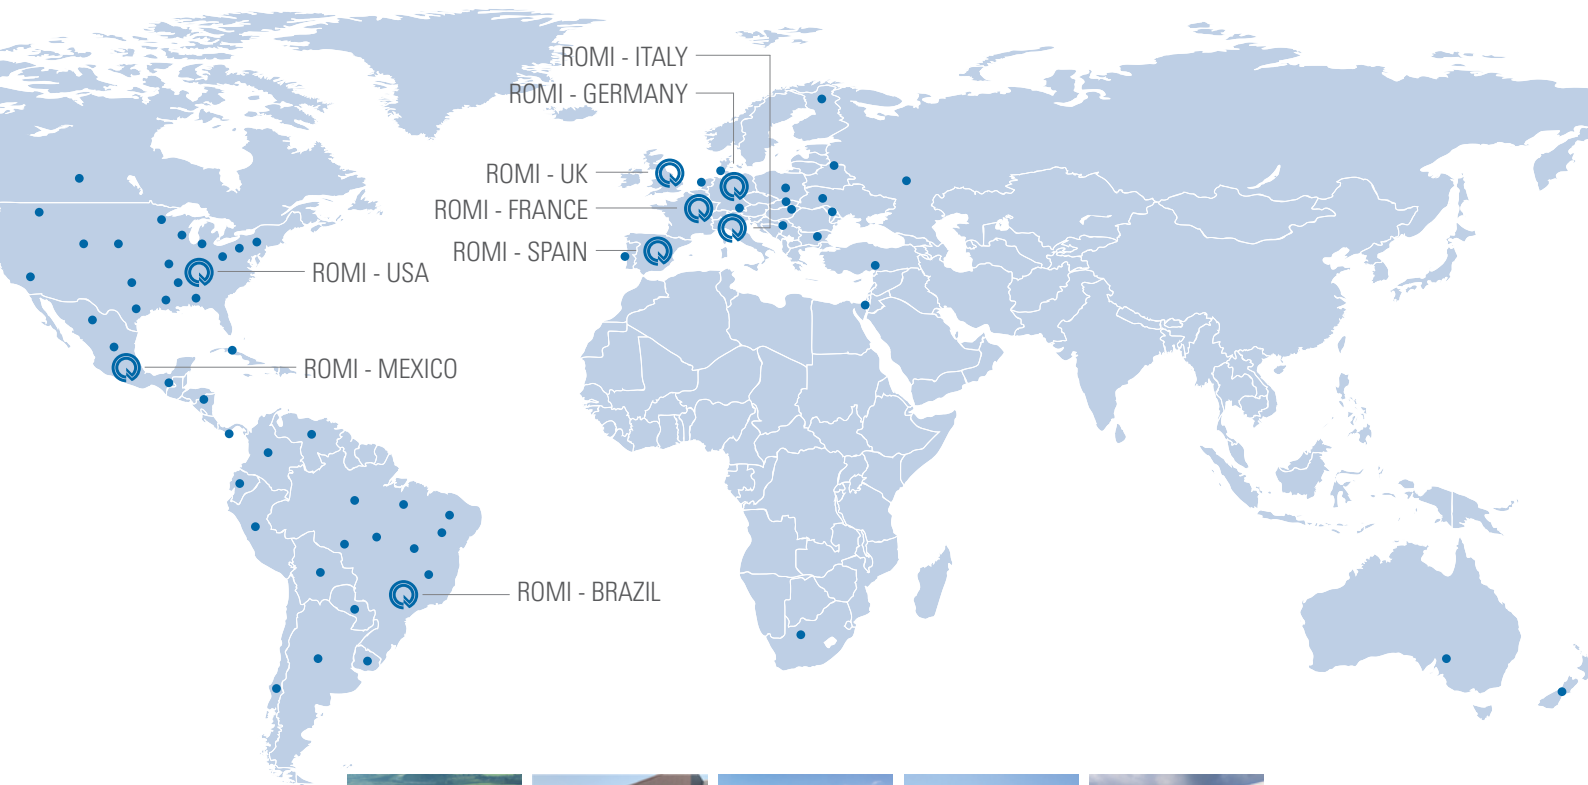 ROMI - ITALY
ROMI - GERMANY
ROMI - UK
ROMI - FRANCE
ROMI - SPAIN
ROMI - USA
ROMI - MEXICO
ROMI - BRAZIL